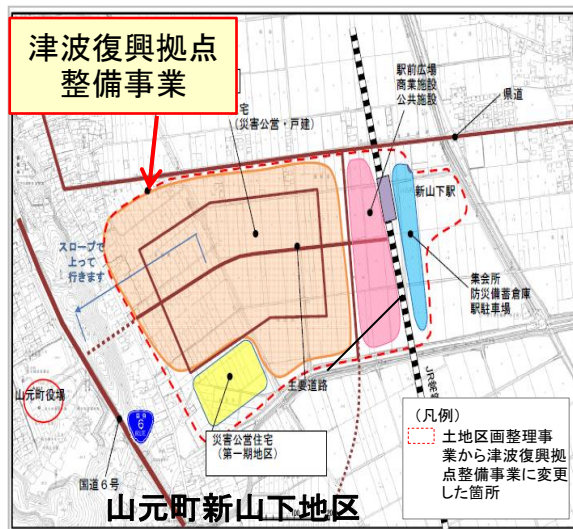 津波復興拠点
整備事業
宅
(災害公営・戸建)
駅前広場
商業施設
公共施設
県道
新山下駅
スロープで
上って
行きます
集会所
防災備蓄倉庫
駅駐車場
主要道路
山元町役場
6
災害公営住宅
(第一期地区)
国道6号
(凡例)
土地区画整理事
業から津波復興拠
点整備事業に変更
した箇所
山元町新山下地区